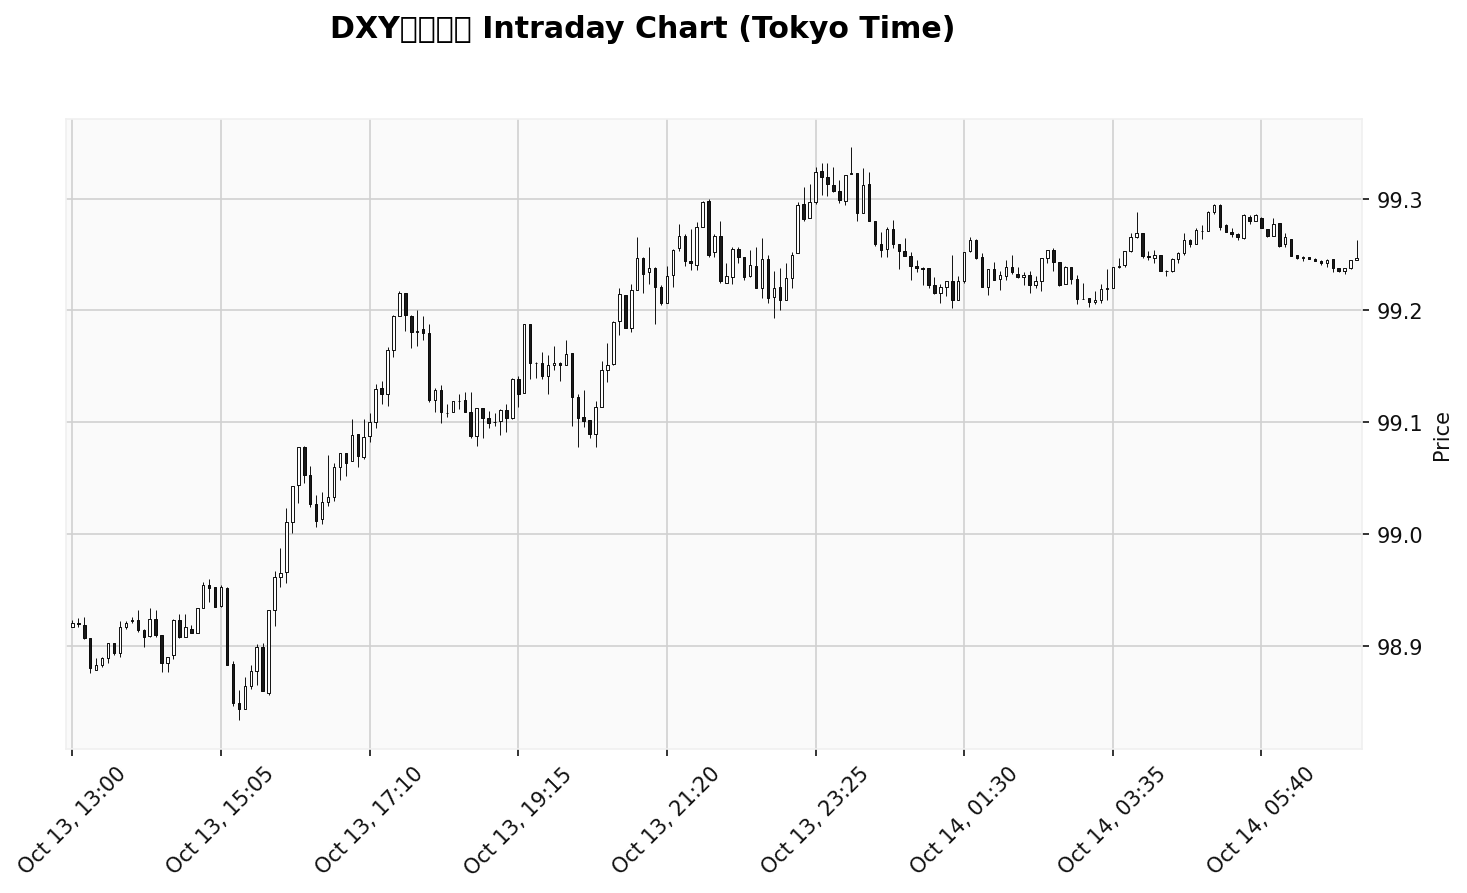 DXY Intraday Chart (Tokyo Time)
99.3
99.2
99.1
99.0
98.9
Price
Oct 13, 13:00
Oct 13, 15:05
Oct 13, 17:10
Oct 13, 19:15
Oct 13, 21:20
Oct 13, 23:25
Oct 14, 01:30
Oct 14, 03:35
Oct 14, 05:40